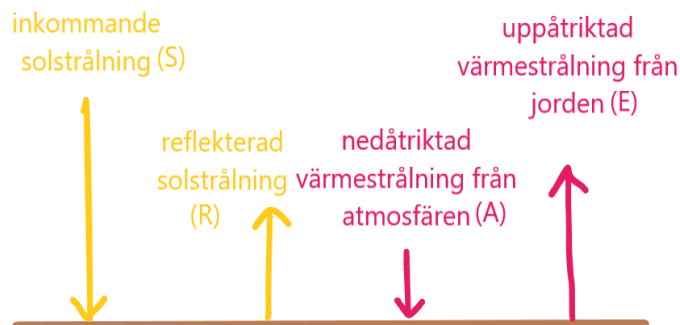 inkommande
solstrålning (S)
reflekterad
solstrålning
(R)
nedåtriktad
värmestrålning från
atmosfären (A)
uppåtriktad
värmestrålning från
jorden (E)